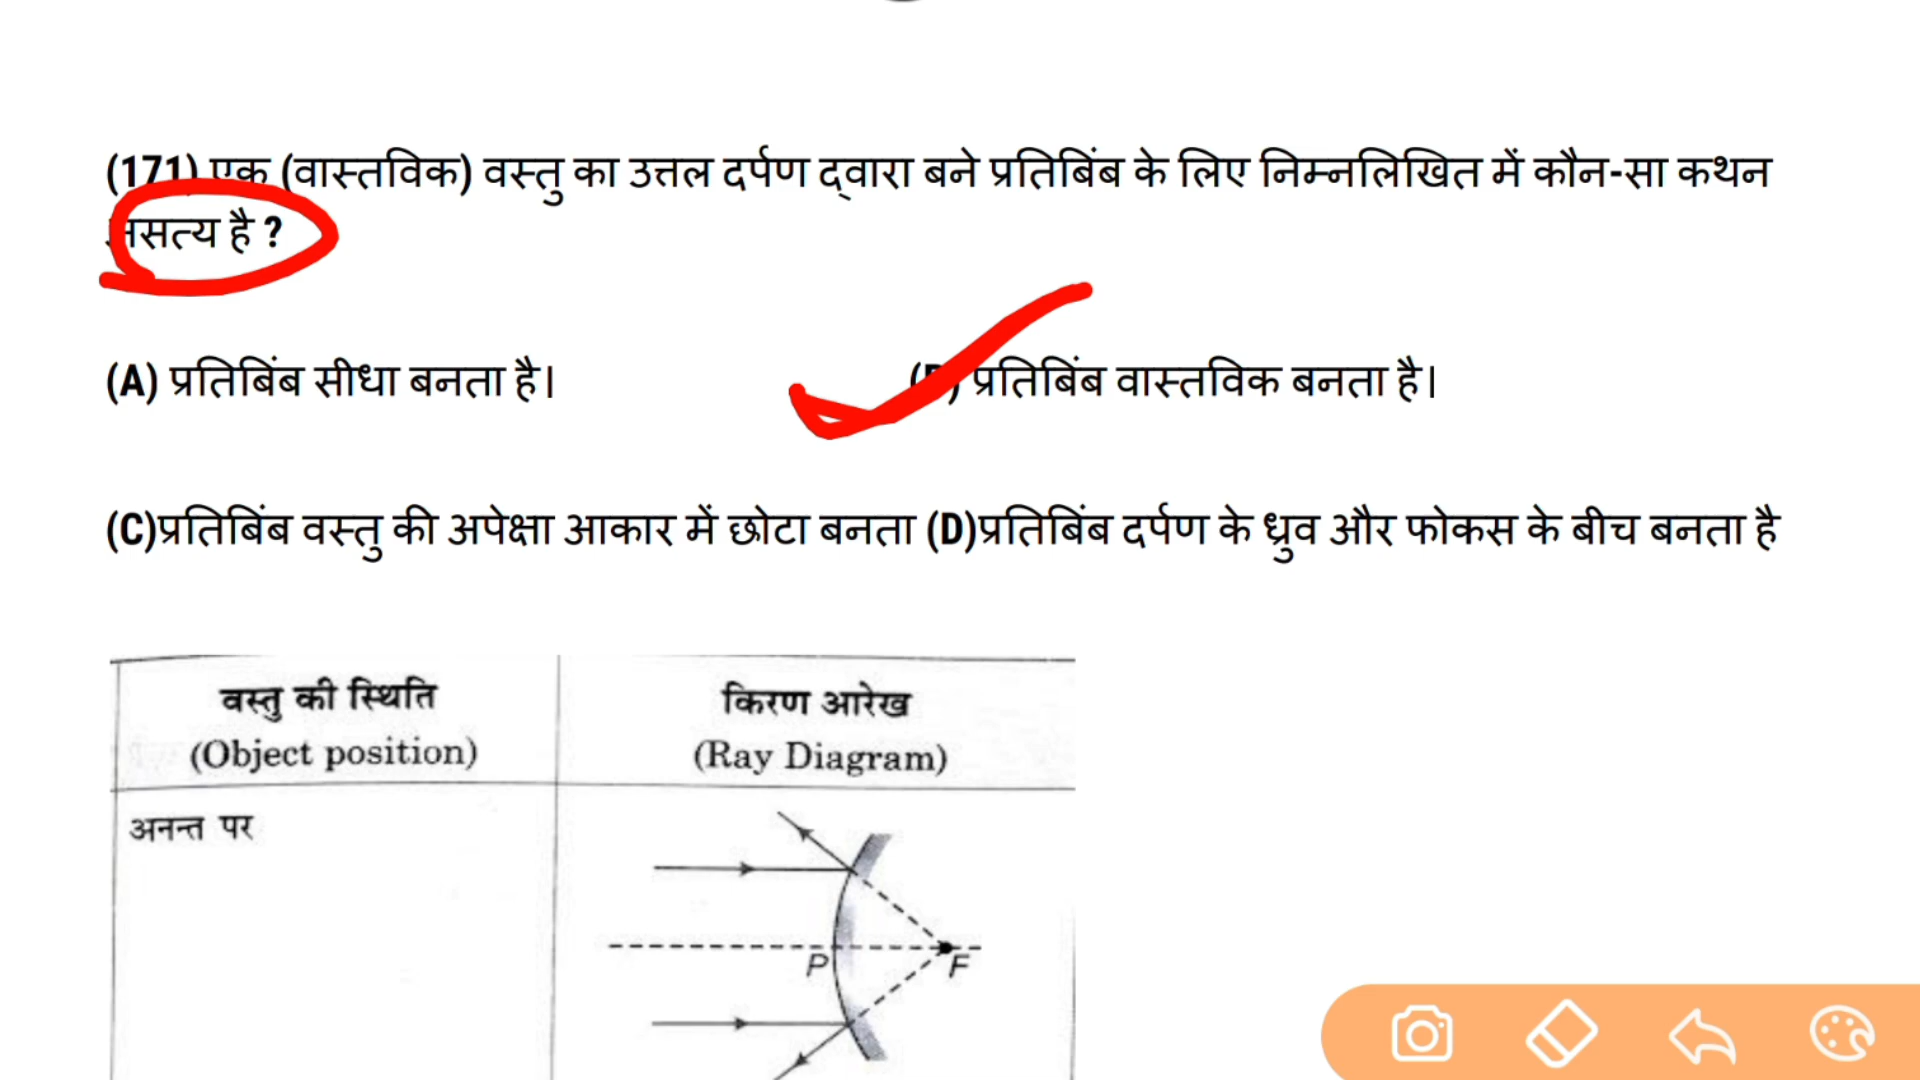 (171) एक (वास्तविक) वस्तु का उत्तल दर्पण द्वारा बने प्रतिबिंब के लिए निम्नलिखित में कौन-सा कथन
असत्य है ?
(A) प्रतिबिंब सीधा बनता है। (B) प्रतिबिंब वास्तविक बनता है।
(C)प्रतिबिंब वस्तु की अपेक्षा आकार में छोटा बनता (D)प्रतिबिंब दर्पण के ध्रुव और फोकस के बीच बनता है
वस्तु की स्थिति किरण आरेख
(Object position) (Ray Diagram)
अनन्त पर
P F